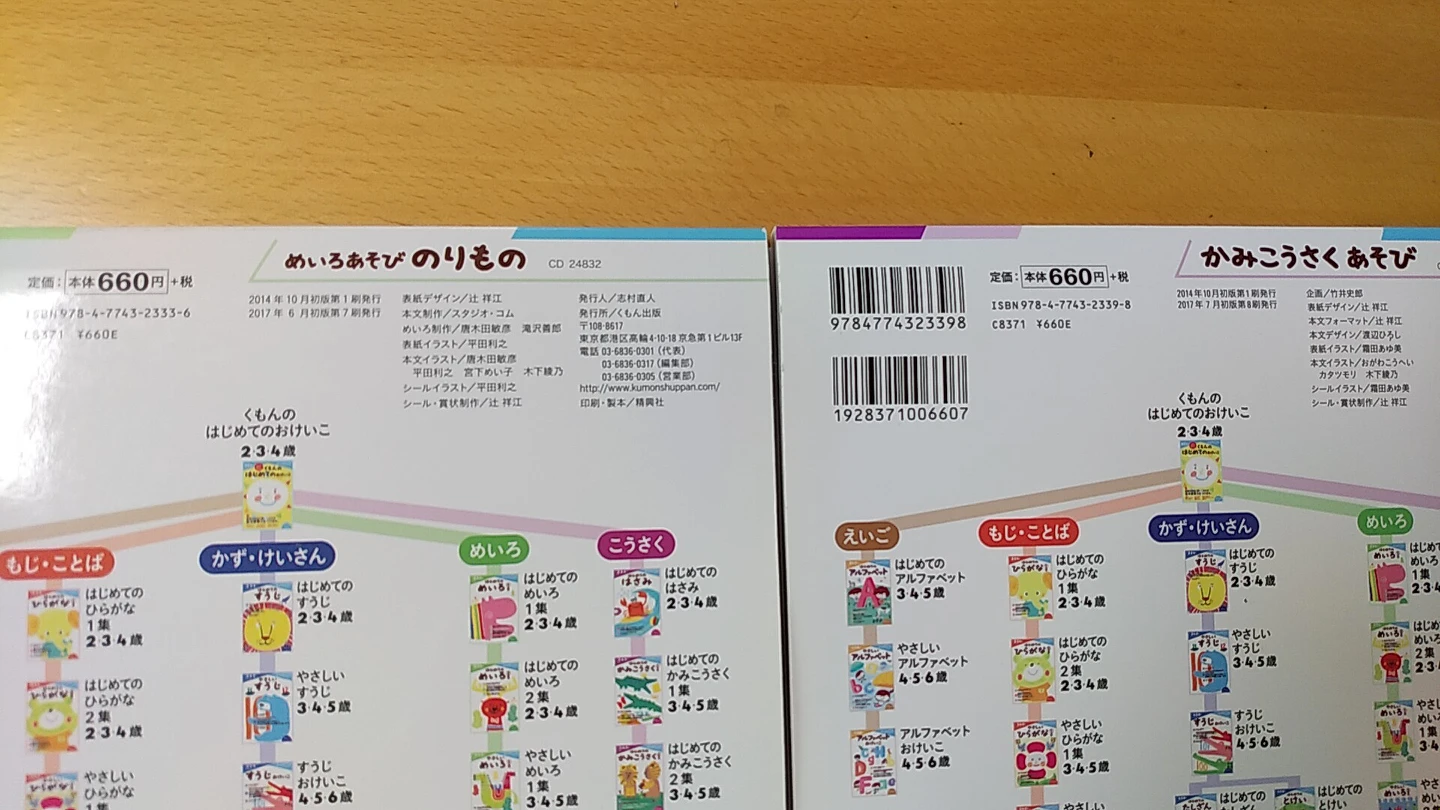 めいろあそび のりもの CD 24832
定価：本体660円+税
ISBN978-4-7743-2333-6
C8371 ¥660E
2014年10月初版第1刷発行
2017年 6月初版第7刷発行
表紙デザイン／辻 祥江
本文制作／スタジオ・コム
めいろ制作／唐木田敏彦 滝沢善郎
表紙イラスト／平田利之
本文イラスト／唐木田敏彦
平田利之 宮下めい子 木下綾乃
シールイラスト／平田利之
シール・賞状制作／辻 祥江
発行人／志村直人
発行所／くもん出版
〒108-8617
東京都港区高輪4-10-18 京急第1ビル13F
電話 03-6836-0301（代表）
03-6836-0317（編集部）
03-6836-0305（営業部）
http://www.kumonshuppan.com/
印刷・製本／精興社
くもんの
はじめてのおけいこ
2・3・4歳
もじ・ことば
はじめての
ひらがな
1集
2・3・4歳
はじめての
ひらがな
2集
2・3・4歳
やさしい
ひらがな
1集
かず・けいさん
はじめての
すうじ
2・3・4歳
やさしい
すうじ
3・4・5歳
すうじ
おけいこ
4・5・6歳
めいろ
はじめての
めいろ
1集
2・3・4歳
はじめての
めいろ
2集
2・3・4歳
やさしい
めいろ
1集
3・4・5歳
こうさく
はじめての
はさみ
2・3・4歳
はじめての
かみこうさく
1集
3・4・5歳
はじめての
かみこうさく
2集
3・4・5歳
かみこうさくあそび
9784774323398
1928371006607
定価：本体660円+税
ISBN978-4-7743-2339-8
C8371 ¥660E
2014年10月初版第1刷発行
2017年 7月初版第8刷発行
企画／竹井史郎
表紙デザイン／辻 祥江
本文フォーマット／辻 祥江
本文デザイン／渡辺ひろし
表紙イラスト／霜田あゆ美
本文イラスト／おがわこうへい
カタツモリ 木下綾乃
シールイラスト／霜田あゆ美
シール・賞状制作／辻 祥江
くもんの
はじめてのおけいこ
2・3・4歳
えいご
はじめての
アルファベット
3・4・5歳
やさしい
アルファベット
4・5・6歳
アルファベット
おけいこ
4・5・6歳
もじ・ことば
はじめての
ひらがな
1集
2・3・4歳
はじめての
ひらがな
2集
2・3・4歳
やさしい
ひらがな
1集
3・4・5歳
かず・けいさん
はじめての
すうじ
2・3・4歳
やさしい
すうじ
3・4・5歳
すうじ
おけいこ
4・5・6歳
めいろ
1集
2集
1集